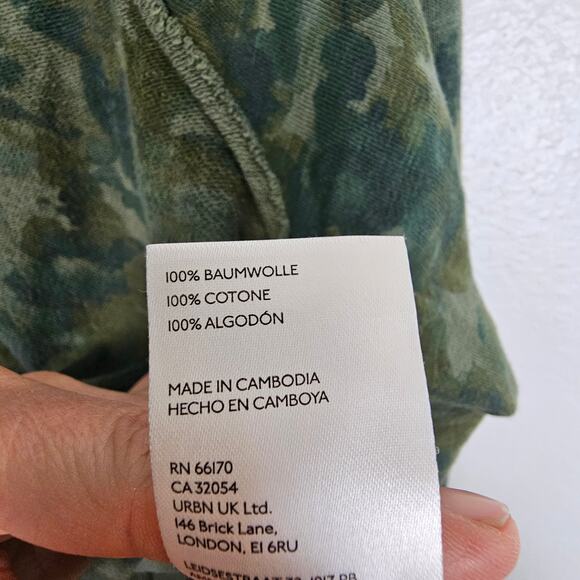 100% BAUMWOLLE
100% COTONE
100% ALGODÓN
MADE IN CAMBODIA
HECHO EN CAMBOYA
RN 66170
CA 32054
URBN UK Ltd.
146 Brick Lane,
LONDON, E1 6RU
LEIDSESTRAAT